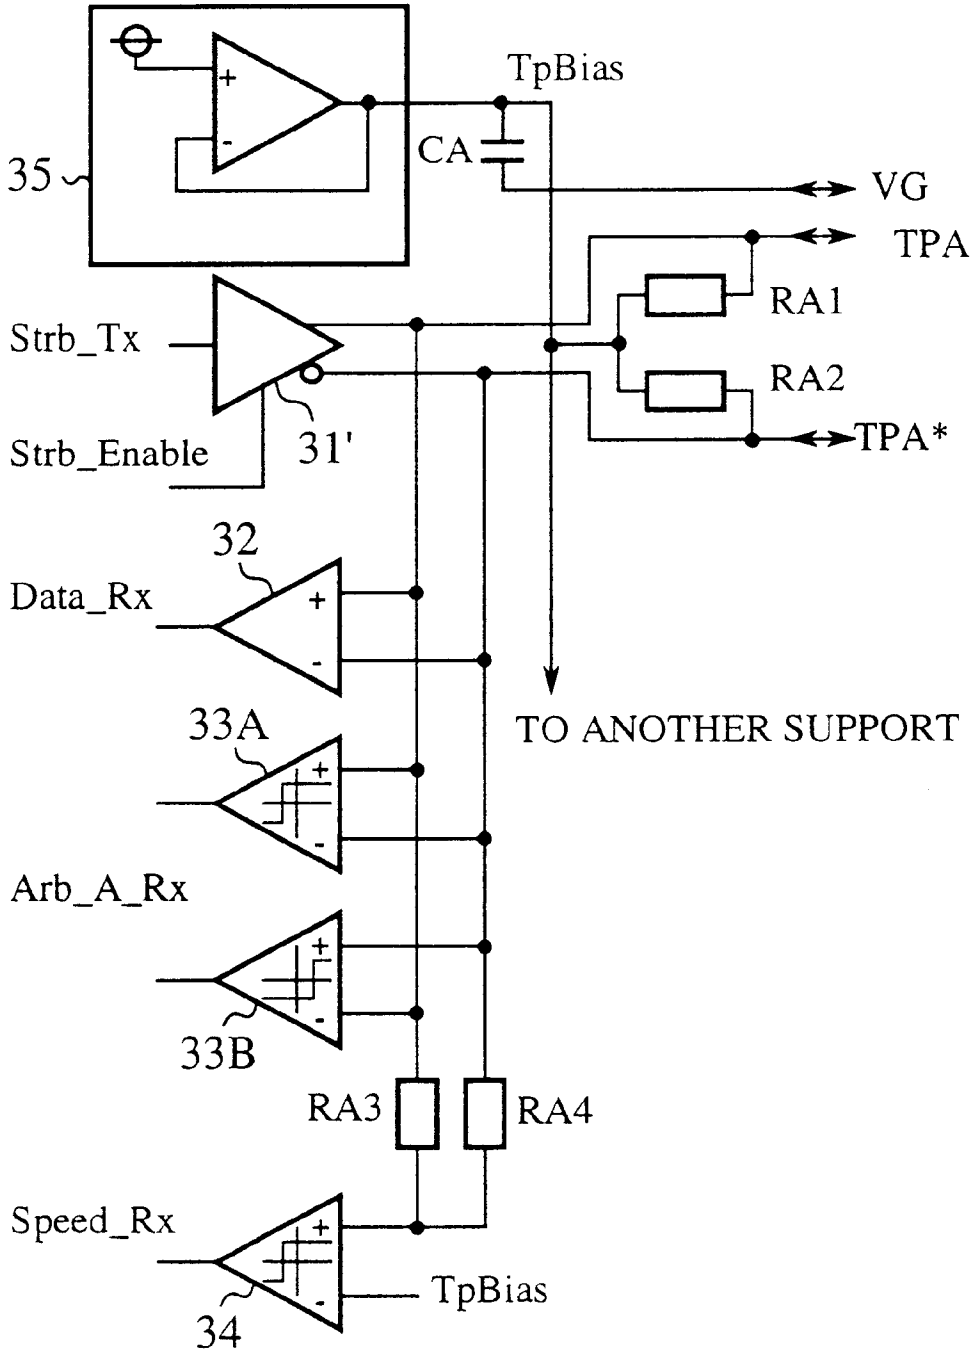 TpBias
+
-
CA
35
VG
TPA
RA1
Strb_Tx
RA2
31'
TPA*
Strb_Enable
32
Data_Rx
+
-
TO ANOTHER SUPPORT
33A
+
-
Arb_A_Rx
+
-
33B
RA3
RA4
Speed_Rx
+
-
TpBias
34